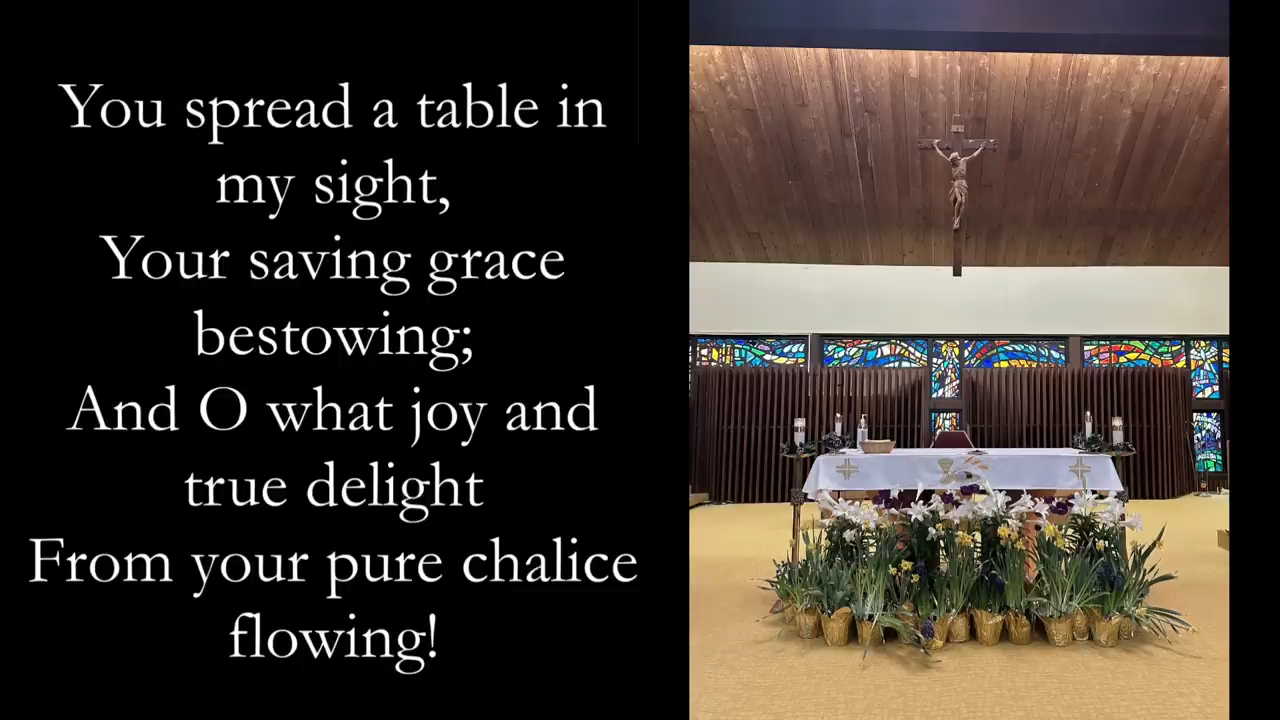 You spread a table in
my sight,
Your saving grace
bestowing;
And O what joy and
true delight
From your pure chalice
flowing!